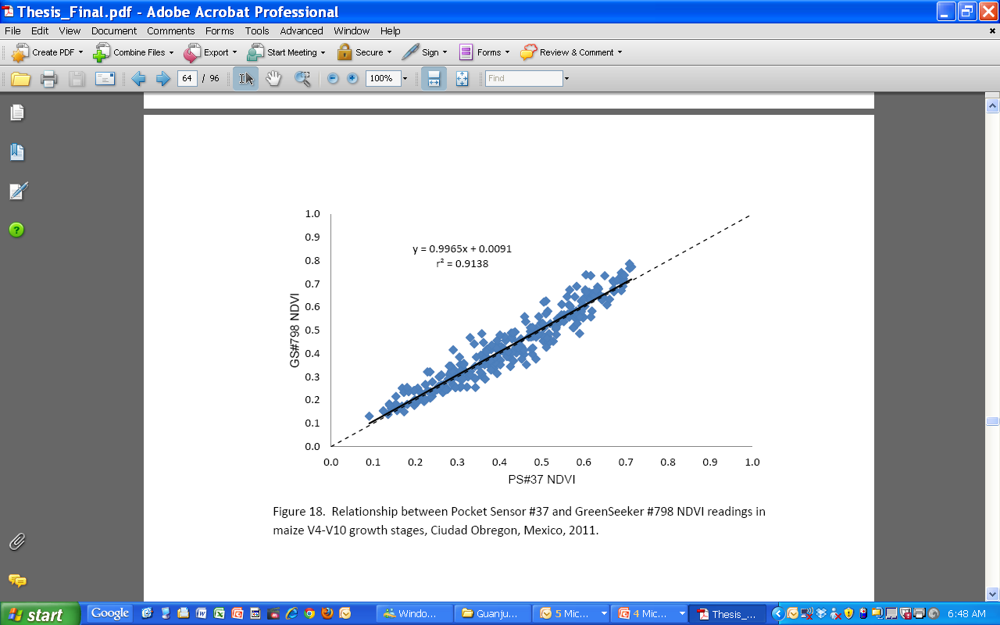 Thesis_Final.pdf - Adobe Acrobat Professional
File Edit View Document Comments Forms Tools Advanced Window Help
Create PDF Combine Files Export Start Meeting Secure Sign Forms Review & Comment
64 / 96 100% Find
1.0
0.9
0.8
0.7
0.6
0.5
0.4
0.3
0.2
0.1
0.0
GS#798 NDVI
y = 0.9965x + 0.0091
r² = 0.9138
0.0 0.1 0.2 0.3 0.4 0.5 0.6 0.7 0.8 0.9 1.0
PS#37 NDVI
Figure 18. Relationship between Pocket Sensor #37 and GreenSeeker #798 NDVI readings in
maize V4-V10 growth stages, Ciudad Obregon, Mexico, 2011.
start Google Windo... Guanju... 5 Mic... 4 Mic... Thesis_... 6:48 AM